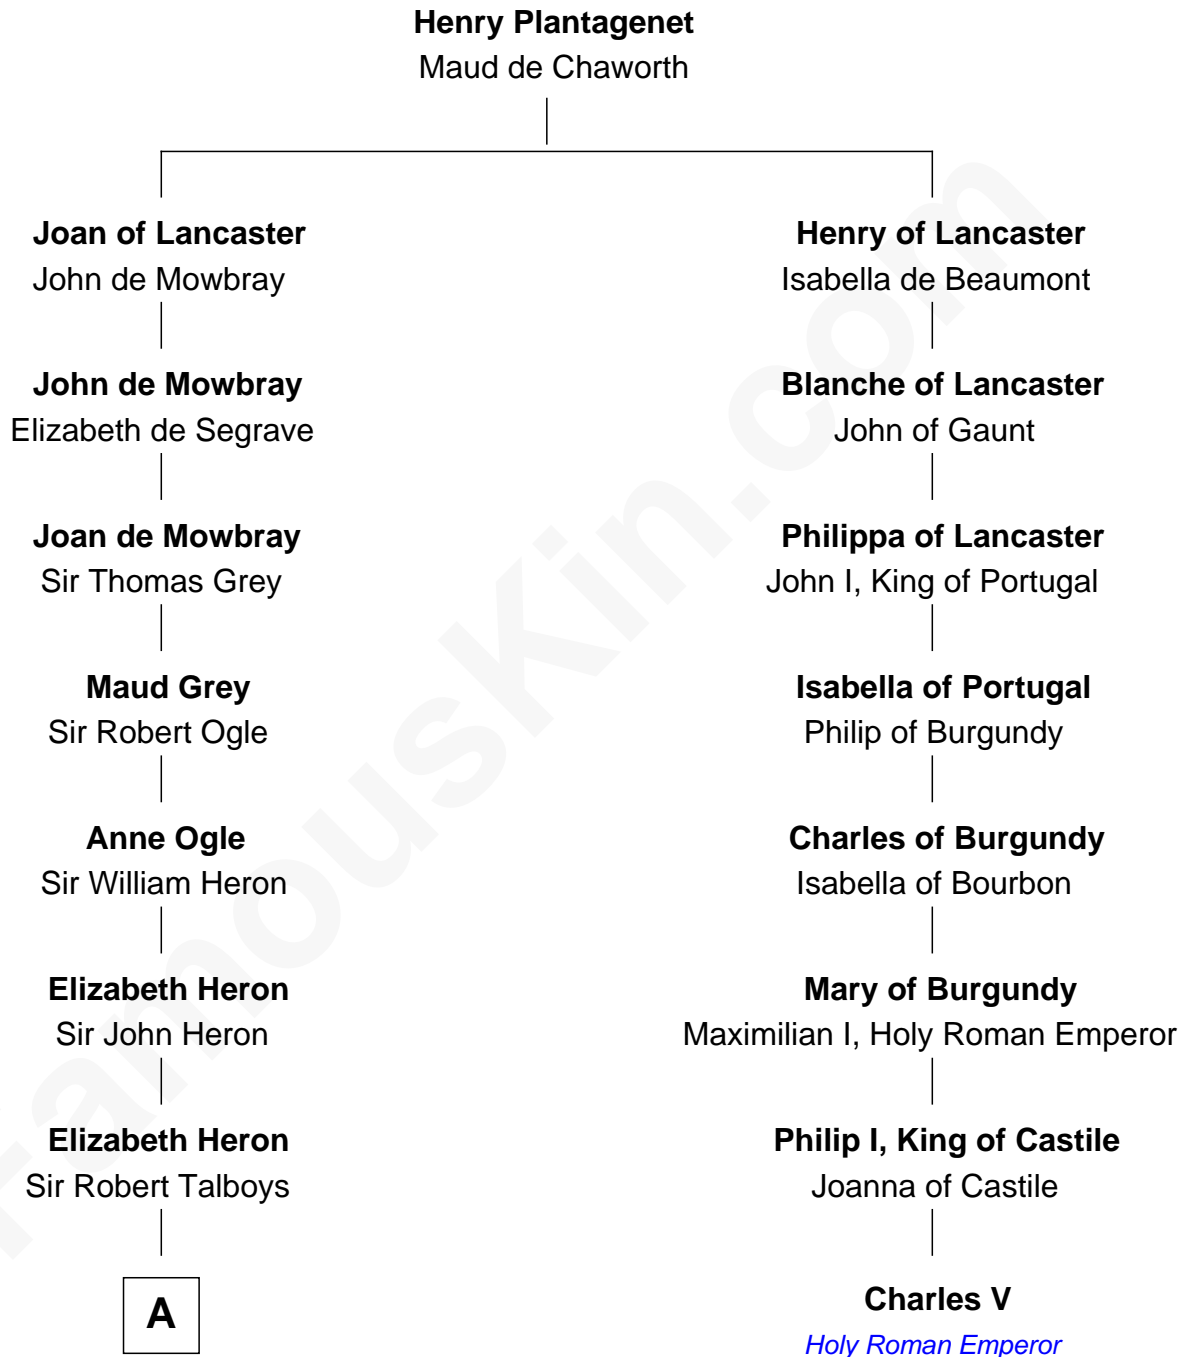 Henry Plantagenet
Maud de Chaworth
Joan of Lancaster
John de Mowbray
Henry of Lancaster
Isabella de Beaumont
John de Mowbray
Elizabeth de Segrave
Blanche of Lancaster
John of Gaunt
Joan de Mowbray
Sir Thomas Grey
Philippa of Lancaster
John I, King of Portugal
Maud Grey
Sir Robert Ogle
Isabella of Portugal
Philip of Burgundy
Anne Ogle
Sir William Heron
Charles of Burgundy
Isabella of Bourbon
Elizabeth Heron
Sir John Heron
Mary of Burgundy
Maximilian I, Holy Roman Emperor
Elizabeth Heron
Sir Robert Talboys
Philip I, King of Castile
Joanna of Castile
A
Charles V
Holy Roman Emperor
FamousKin.com